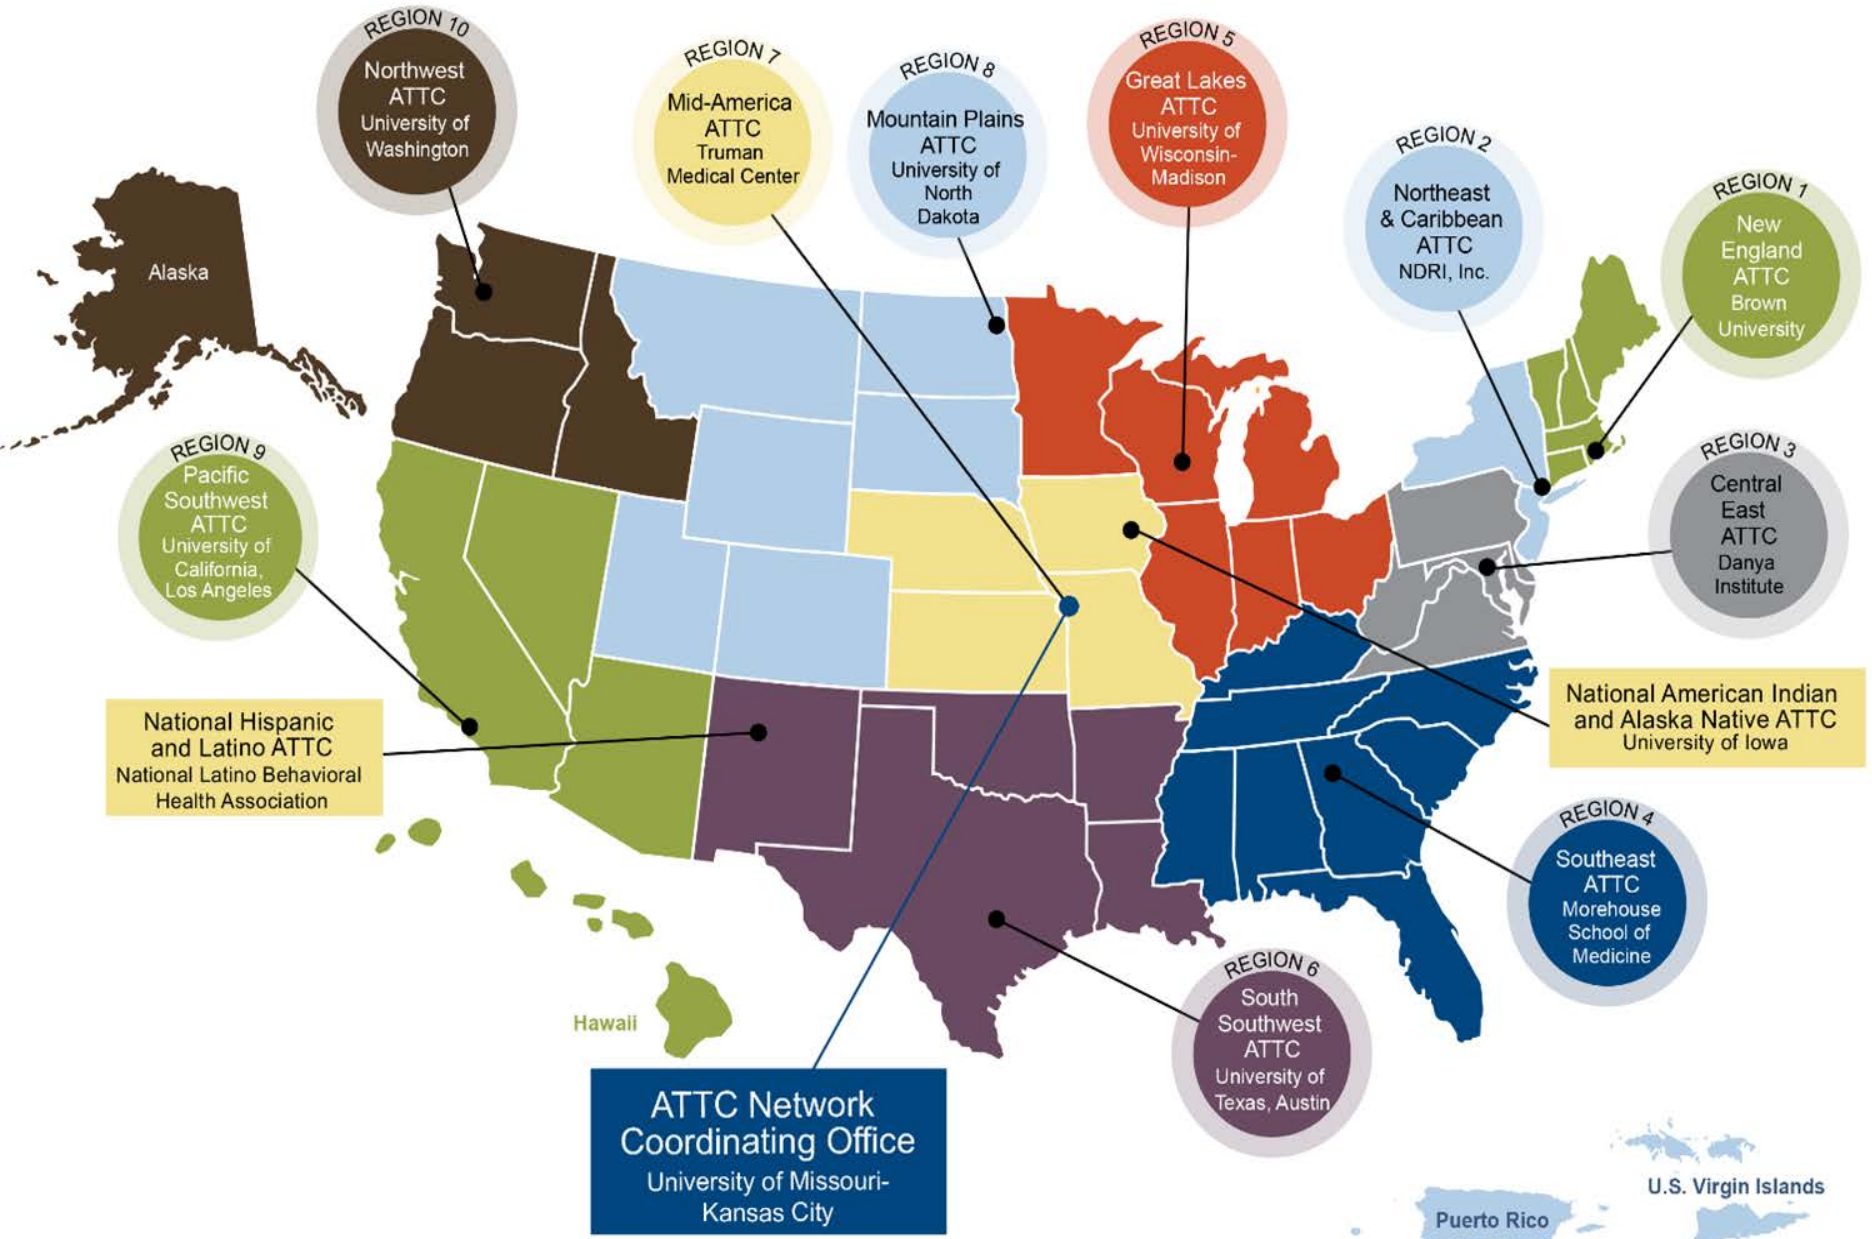 REGION 10
Northwest
ATTC
University of
Washington
REGION 7
Mid-America
ATTC
Truman
Medical Center
REGION 8
Mountain Plains
ATTC
University of
North
Dakota
REGION 5
Great Lakes
ATTC
University of
Wisconsin-
Madison
REGION 2
Northeast
& Caribbean
ATTC
NDRI, Inc.
REGION 1
New
England
ATTC
Brown
University
Alaska
REGION 9
Pacific
Southwest
ATTC
University of
California,
Los Angeles
REGION 3
Central
East
ATTC
Danya
Institute
National Hispanic
and Latino ATTC
National Latino Behavioral
Health Association
National American Indian
and Alaska Native ATTC
University of Iowa
REGION 4
Southeast
ATTC
Morehouse
School of
Medicine
REGION 6
South
Southwest
ATTC
University of
Texas, Austin
Hawaii
ATTC Network
Coordinating Office
University of Missouri-
Kansas City
U.S. Virgin Islands
Puerto Rico